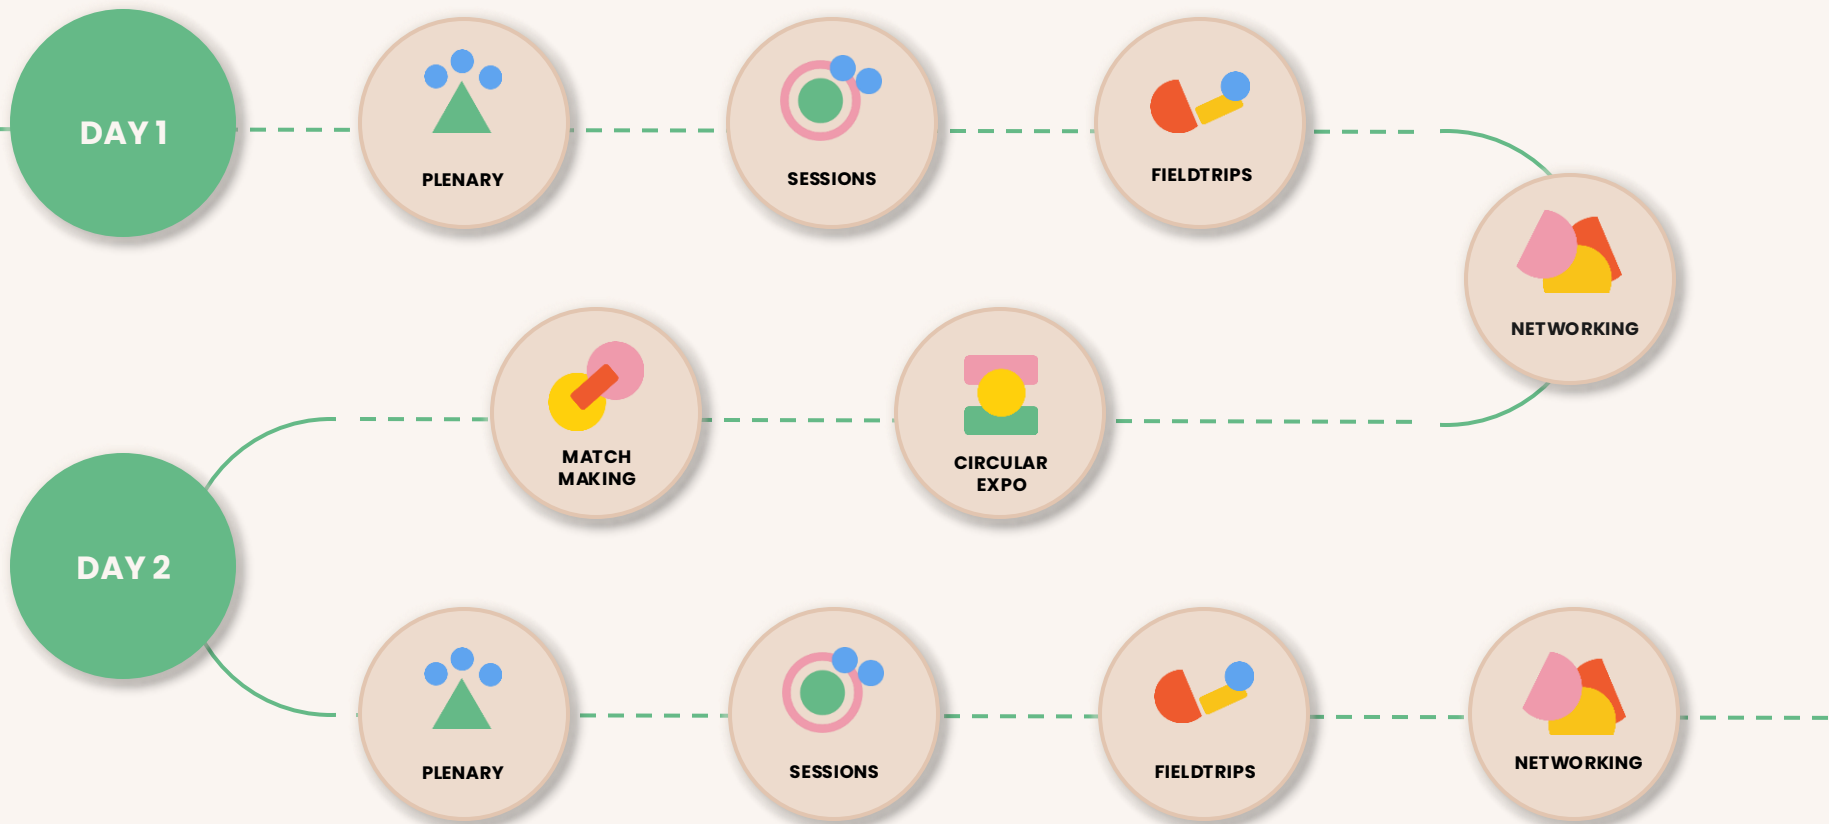 DAY 1
PLENARY
SESSIONS
FIELDTRIPS
NETWORKING
MATCH
MAKING
CIRCULAR
EXPO
DAY 2
PLENARY
SESSIONS
FIELDTRIPS
NETWORKING